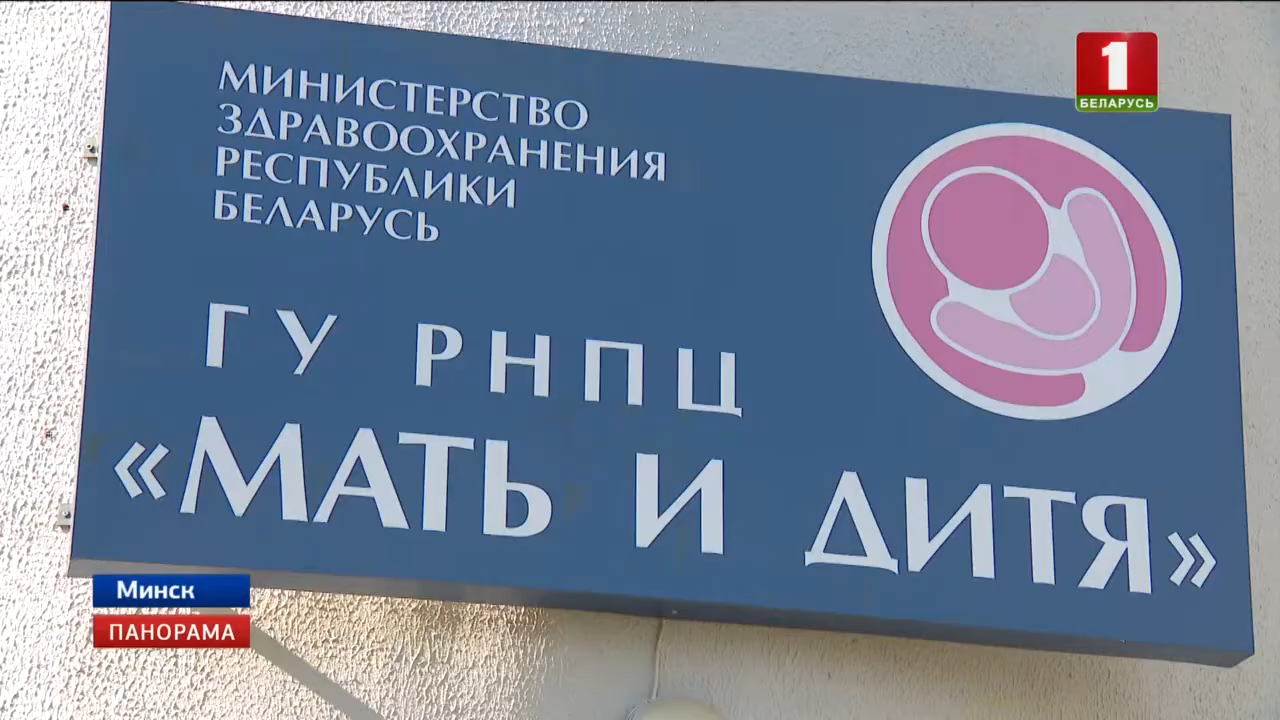 1
БЕЛАРУСЬ
МИНИСТЕРСТВО
ЗДРАВООХРАНЕНИЯ
РЕСПУБЛИКИ
БЕЛАРУСЬ
ГУ РНПЦ
«МАТЬ И ДИТЯ»
Минск
ПАНОРАМА